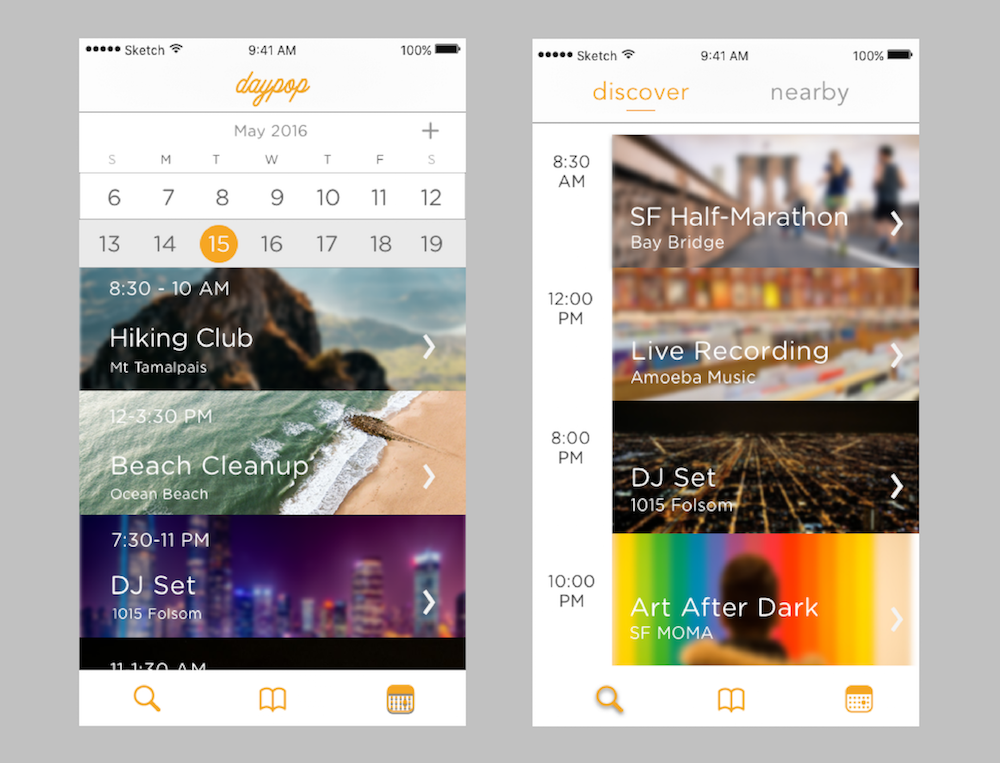 Sketch 9:41 AM 100%
daypop
May 2016 +
S M T W T F S
6 7 8 9 10 11 12
13 14 15 16 17 18 19
8:30 - 10 AM
Hiking Club
Mt Tamalpais
12-3:30 PM
Beach Cleanup
Ocean Beach
7:30-11 PM
DJ Set
1015 Folsom
11-1:30 AM
Sketch 9:41 AM 100%
discover nearby
8:30
AM
SF Half-Marathon
Bay Bridge
12:00
PM
Live Recording
Amoeba Music
8:00
PM
DJ Set
1015 Folsom
10:00
PM
Art After Dark
SF MOMA